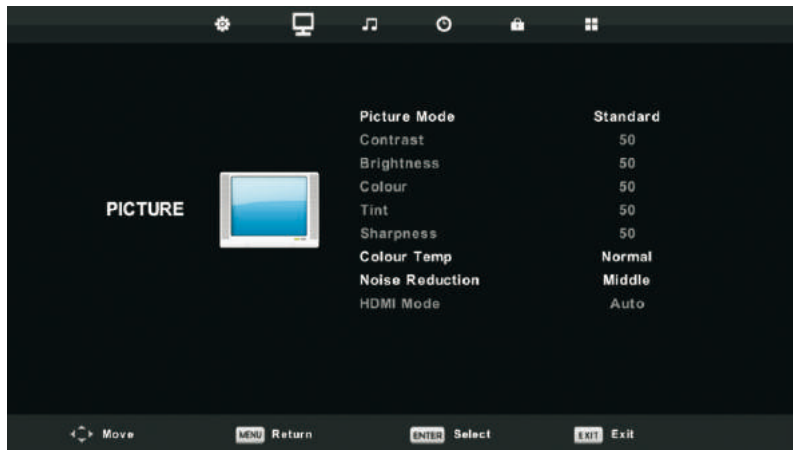 Picture Mode Standard
Contrast 50
Brightness 50
Colour 50
PICTURE Tint 50
Sharpness 50
Colour Temp Normal
Noise Reduction Middle
HDMI Mode Auto
Move MENU Return ENTER Select EXIT Exit